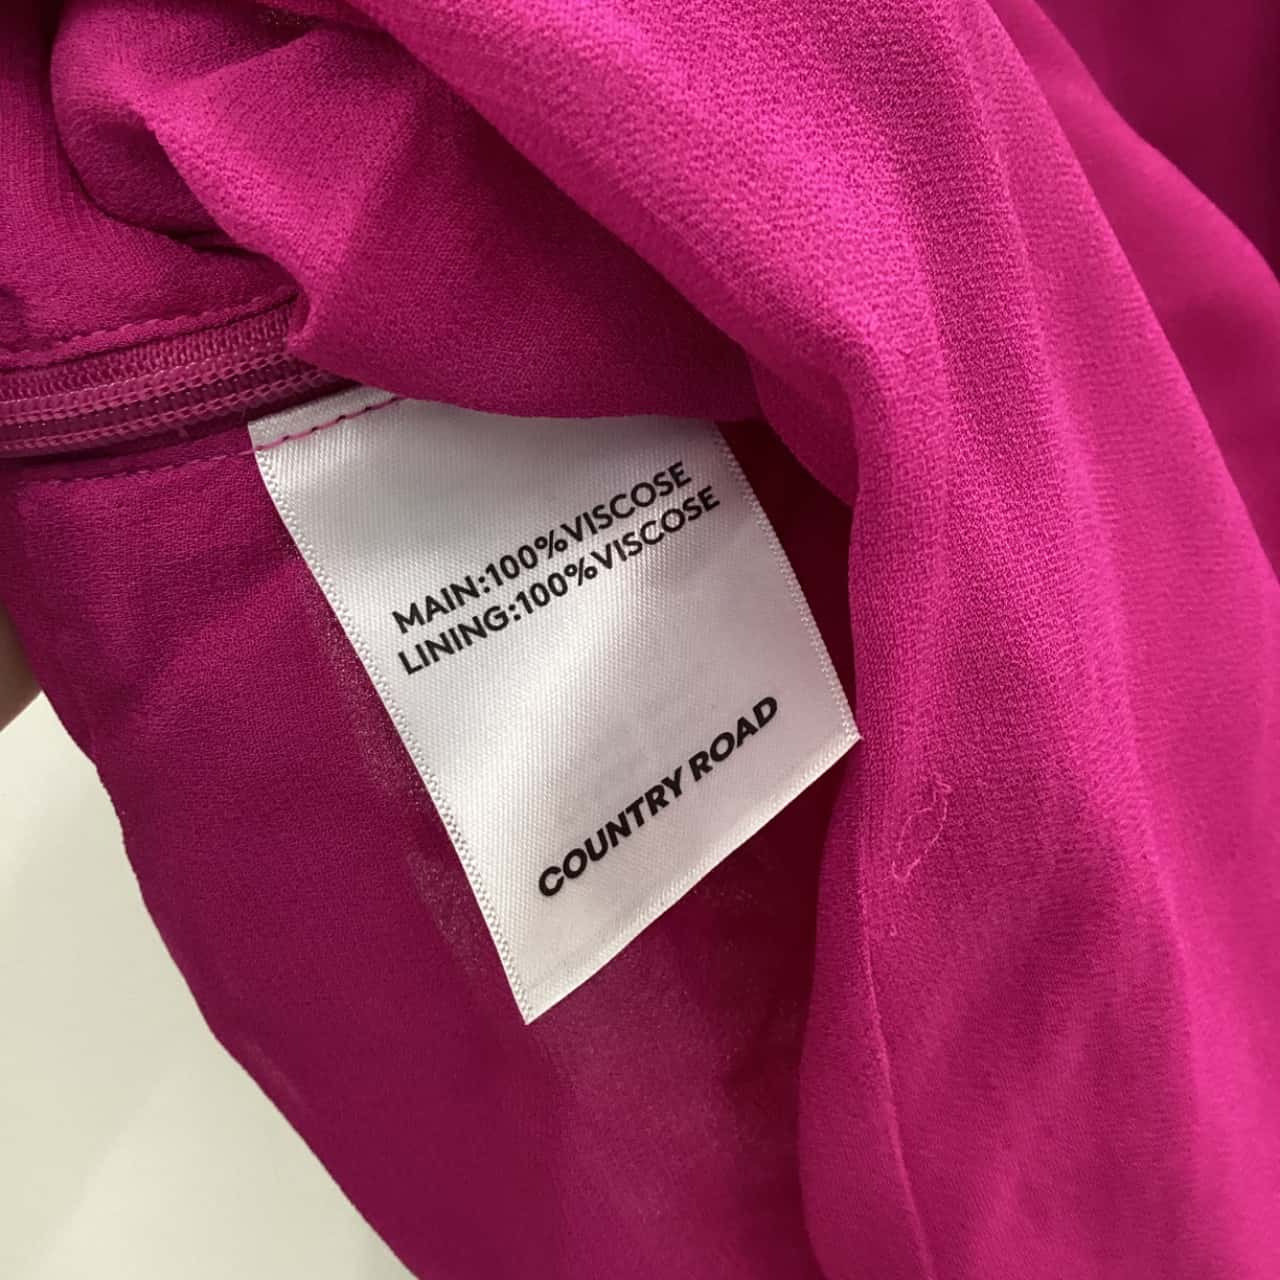 MAIN:100%VISCOSE
LINING:100%VISCOSE
COUNTRY ROAD